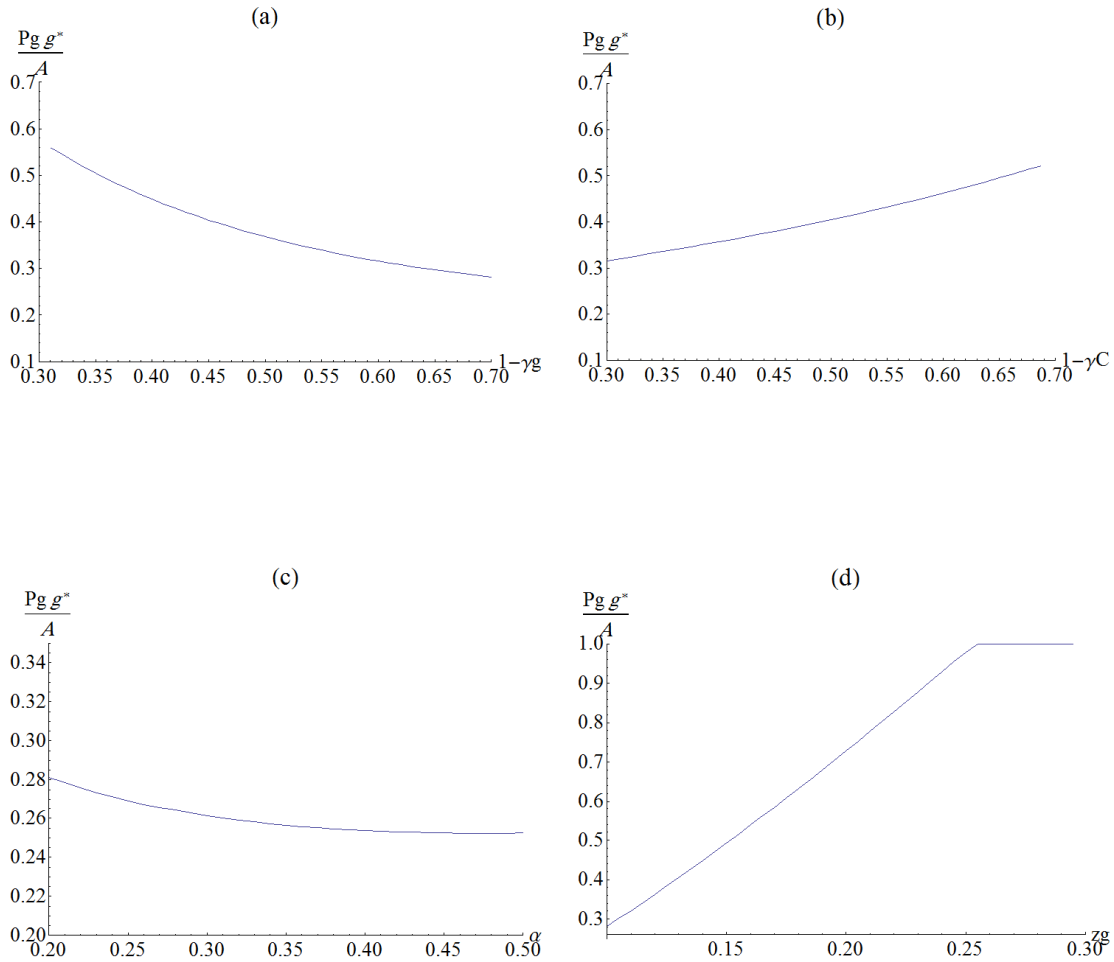 (a)
Pg g*
A
0.7
0.6
0.5
0.4
0.3
0.2
0.1
0.30 0.35 0.40 0.45 0.50 0.55 0.60 0.65 0.70
1−γg
(b)
Pg g*
A
0.7
0.6
0.5
0.4
0.3
0.2
0.1
0.30 0.35 0.40 0.45 0.50 0.55 0.60 0.65 0.70
1−γC
(c)
Pg g*
A
0.34
0.32
0.30
0.28
0.26
0.24
0.22
0.20
0.20 0.25 0.30 0.35 0.40 0.45 0.50
α
(d)
Pg g*
A
1.0
0.9
0.8
0.7
0.6
0.5
0.4
0.3
0.15 0.20 0.25 0.30
zg